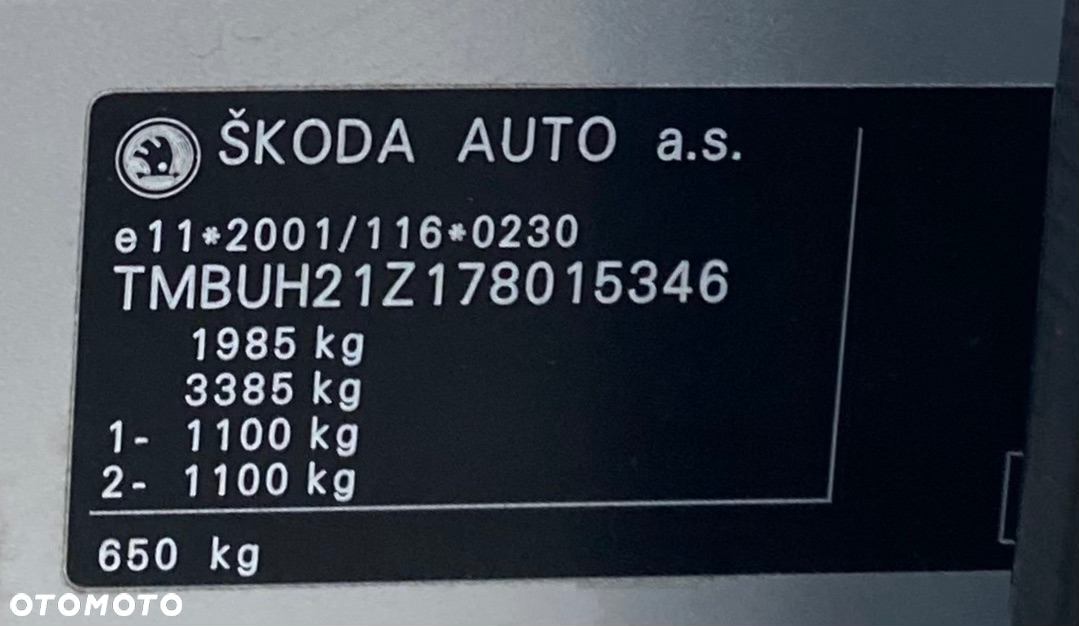 ŠKODA AUTO a.s.
e11*2001/116*0230
TMBUH21Z178015346
1985 kg
3385 kg
1- 1100 kg
2- 1100 kg
650 kg
OTOMOTO